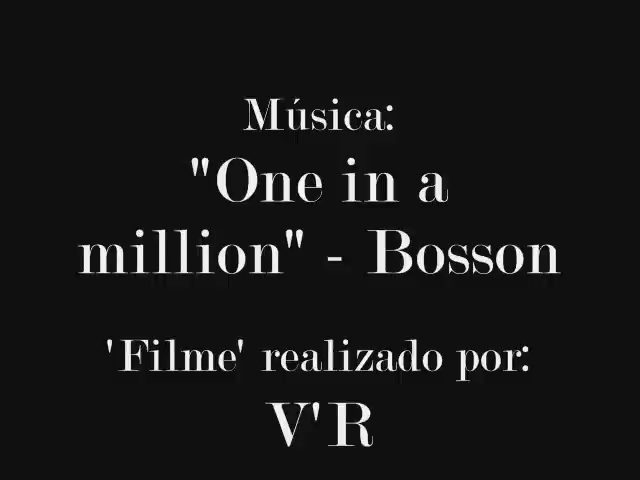 Música:
"One in a
million" - Bosson
'Filme' realizado por:
V'R